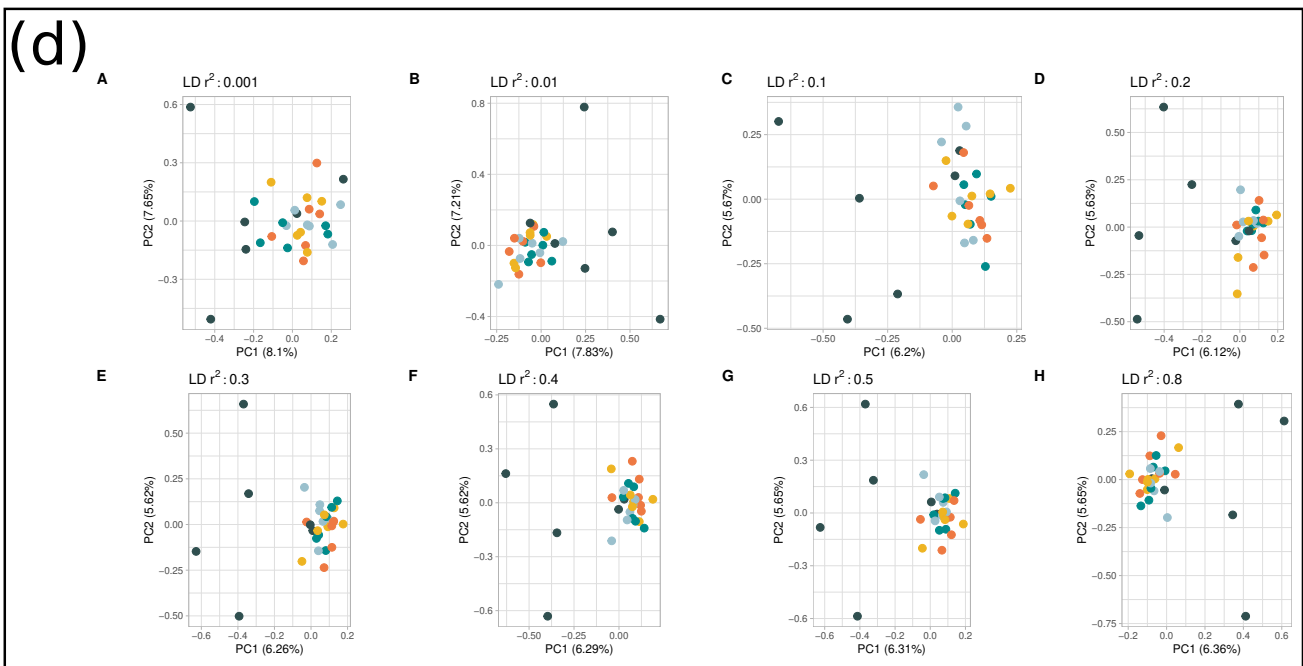 (d)
A
LD r²: 0.001
PC2 (7.65%)
0.6
0.3
0.0
−0.3
−0.4 −0.2 0.0 0.2
PC1 (8.1%)
B
LD r²: 0.01
PC2 (7.21%)
0.8
0.4
0.0
−0.4
−0.25 0.00 0.25 0.50
PC1 (7.83%)
C
LD r²: 0.1
PC2 (5.67%)
0.25
0.00
−0.25
−0.50
−0.50 −0.25 0.00 0.25
PC1 (6.2%)
D
LD r²: 0.2
PC2 (5.63%)
0.50
0.25
0.00
−0.25
−0.50
−0.4 −0.2 0.0 0.2
PC1 (6.12%)
E
LD r²: 0.3
PC2 (5.62%)
0.50
0.25
0.00
−0.25
−0.50
−0.6 −0.4 −0.2 0.0 0.2
PC1 (6.26%)
F
LD r²: 0.4
PC2 (5.62%)
0.6
0.3
0.0
−0.3
−0.6
−0.50 −0.25 0.00
PC1 (6.29%)
G
LD r²: 0.5
PC2 (5.65%)
0.6
0.3
0.0
−0.3
−0.6
−0.6 −0.4 −0.2 0.0 0.2
PC1 (6.31%)
H
LD r²: 0.8
PC2 (5.65%)
0.25
0.00
−0.25
−0.50
−0.75
−0.2 0.0 0.2 0.4 0.6
PC1 (6.36%)